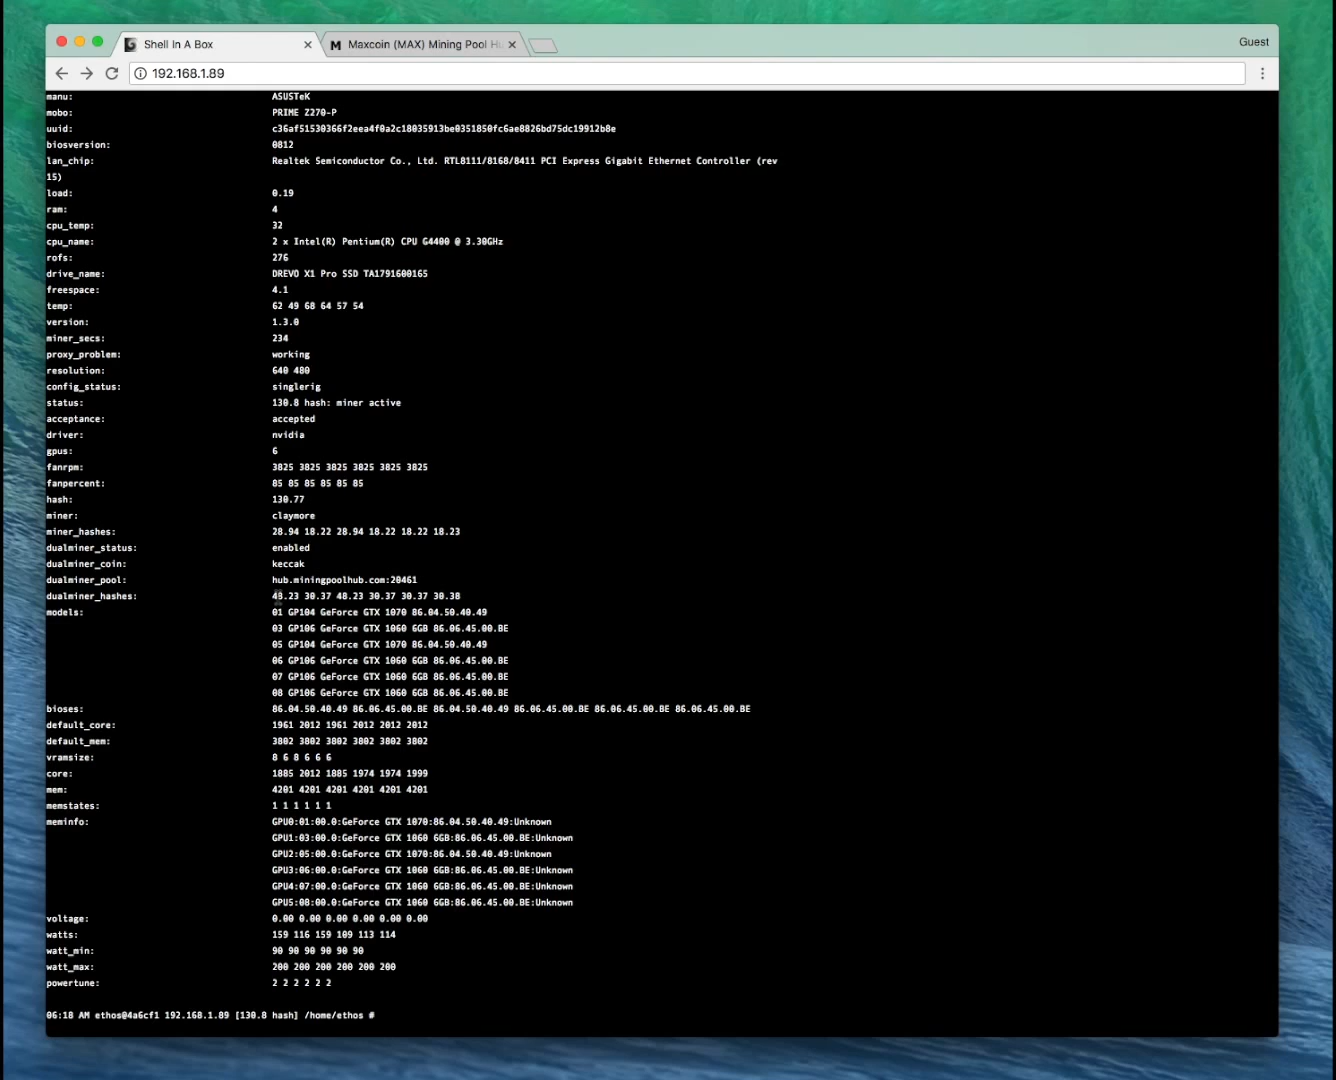 Shell In A Box
Maxcoin (MAX) Mining Pool Hu
Guest
192.168.1.89
manu: ASUSTeK
mobo: PRIME Z270-P
uuid: c36af51530366f2eea4f0a2c18035913be0351850fc6ae8826bd75dc19912b8e
biosversion: 0812
lan_chip: Realtek Semiconductor Co., Ltd. RTL8111/8168/8411 PCI Express Gigabit Ethernet Controller (rev
15)
load: 0.19
ram: 4
cpu_temp: 32
cpu_name: 2 x Intel(R) Pentium(R) CPU G4400 @ 3.30GHz
rofs: 276
drive_name: DREVO X1 Pro SSD TA1791600165
freespace: 4.1
temp: 62 49 68 64 57 54
version: 1.3.0
miner_secs: 234
proxy_problem: working
resolution: 640 480
config_status: singlerig
status: 130.8 hash: miner active
acceptance: accepted
driver: nvidia
gpus: 6
fanrpm: 3825 3825 3825 3825 3825 3825
fanpercent: 85 85 85 85 85 85
hash: 130.77
miner: claymore
miner_hashes: 28.94 18.22 28.94 18.22 18.22 18.23
dualminer_status: enabled
dualminer_coin: keccak
dualminer_pool: hub.miningpoolhub.com:20461
dualminer_hashes: 48.23 30.37 48.23 30.37 30.37 30.38
models: 01 GP104 GeForce GTX 1070 86.04.50.40.49
03 GP106 GeForce GTX 1060 6GB 86.06.45.00.BE
05 GP104 GeForce GTX 1070 86.04.50.40.49
06 GP106 GeForce GTX 1060 6GB 86.06.45.00.BE
07 GP106 GeForce GTX 1060 6GB 86.06.45.00.BE
08 GP106 GeForce GTX 1060 6GB 86.06.45.00.BE
bioses: 86.04.50.40.49 86.06.45.00.BE 86.04.50.40.49 86.06.45.00.BE 86.06.45.00.BE 86.06.45.00.BE
default_core: 1961 2012 1961 2012 2012 2012
default_mem: 3802 3802 3802 3802 3802 3802
vramsize: 8 6 8 6 6 6
core: 1885 2012 1885 1974 1974 1999
mem: 4201 4201 4201 4201 4201 4201
memstates: 1 1 1 1 1 1
meminfo: GPU0:01:00.0:GeForce GTX 1070:86.04.50.40.49:Unknown
GPU1:03:00.0:GeForce GTX 1060 6GB:86.06.45.00.BE:Unknown
GPU2:05:00.0:GeForce GTX 1070:86.04.50.40.49:Unknown
GPU3:06:00.0:GeForce GTX 1060 6GB:86.06.45.00.BE:Unknown
GPU4:07:00.0:GeForce GTX 1060 6GB:86.06.45.00.BE:Unknown
GPU5:08:00.0:GeForce GTX 1060 6GB:86.06.45.00.BE:Unknown
voltage: 0.00 0.00 0.00 0.00 0.00 0.00
watts: 159 116 159 109 113 114
watt_min: 90 90 90 90 90 90
watt_max: 200 200 200 200 200 200
powertune: 2 2 2 2 2 2
06:18 AM ethos@4a6cf1 192.168.1.89 [130.8 hash] /home/ethos #